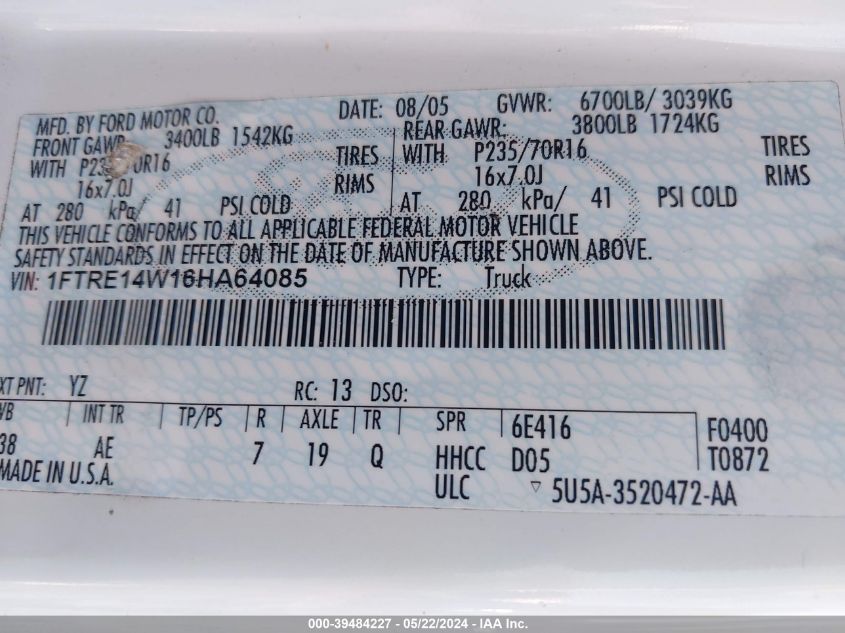 MFD. BY FORD MOTOR CO. DATE: 08/05 GVWR: 6700LB/ 3039KG
FRONT GAWR: 3400LB 1542KG REAR GAWR: 3800LB 1724KG
WITH 70R16 TIRES WITH P235/70R16 TIRES
16x7.0J RIMS 16x7.0J RIMS
AT 280 kPa/ 41 PSI COLD AT 280 kPa/ 41 PSI COLD
THIS VEHICLE CONFORMS TO ALL APPLICABLE FEDERAL MOTOR VEHICLE
SAFETY STANDARDS IN EFFECT ON THE DATE OF MANUFACTURE SHOWN ABOVE.
VIN: 1FTRE14W16HA64085 TYPE: Truck
XT PNT: YZ RC: 13 DSO:
WB INT TR TP/PS R AXLE TR SPR 6E416 F0400
38 AE 7 19 Q HHCC D05 T0872
MADE IN U.S.A. ULC ▽ 5U5A-3520472-AA
000-39484227 - 05/22/2024 - IAA Inc.